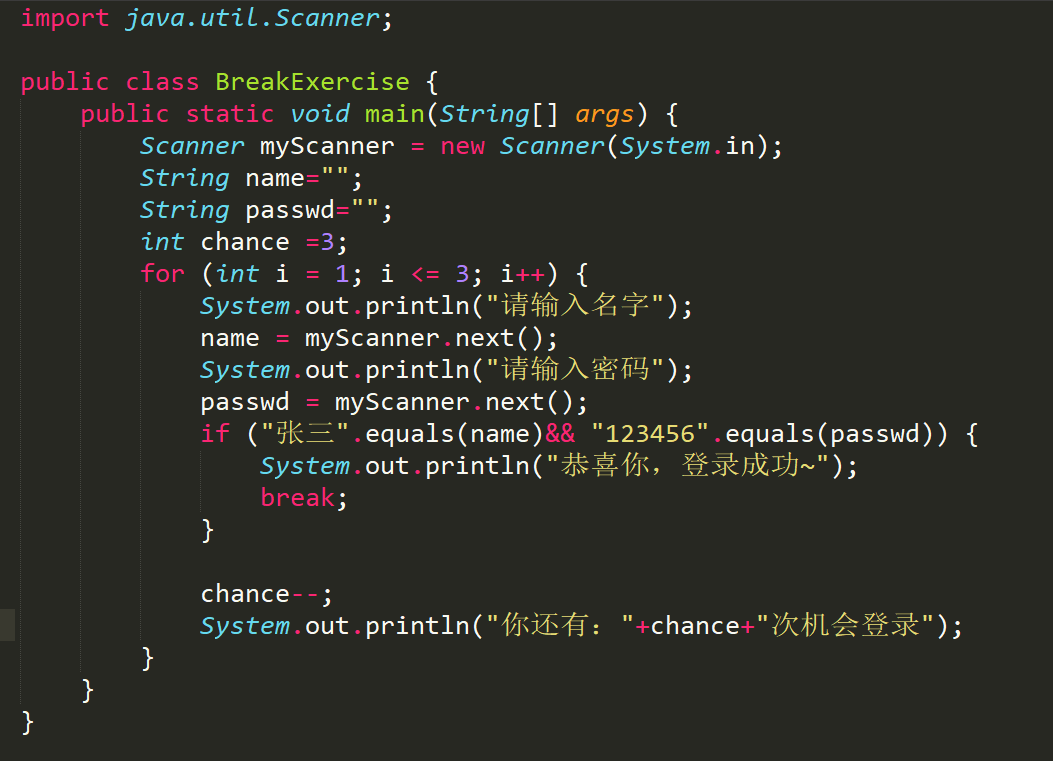 import java.util.Scanner;

public class BreakExercise {
    public static void main(String[] args) {
        Scanner myScanner = new Scanner(System.in);
        String name="";
        String passwd="";
        int chance =3;
        for (int i = 1; i <= 3; i++) {
            System.out.println("请输入名字");
            name = myScanner.next();
            System.out.println("请输入密码");
            passwd = myScanner.next();
            if ("张三".equals(name)&& "123456".equals(passwd)) {
                System.out.println("恭喜你，登录成功~");
                break;
            }

            chance--;
            System.out.println("你还有："+chance+"次机会登录");
        }
    }
}